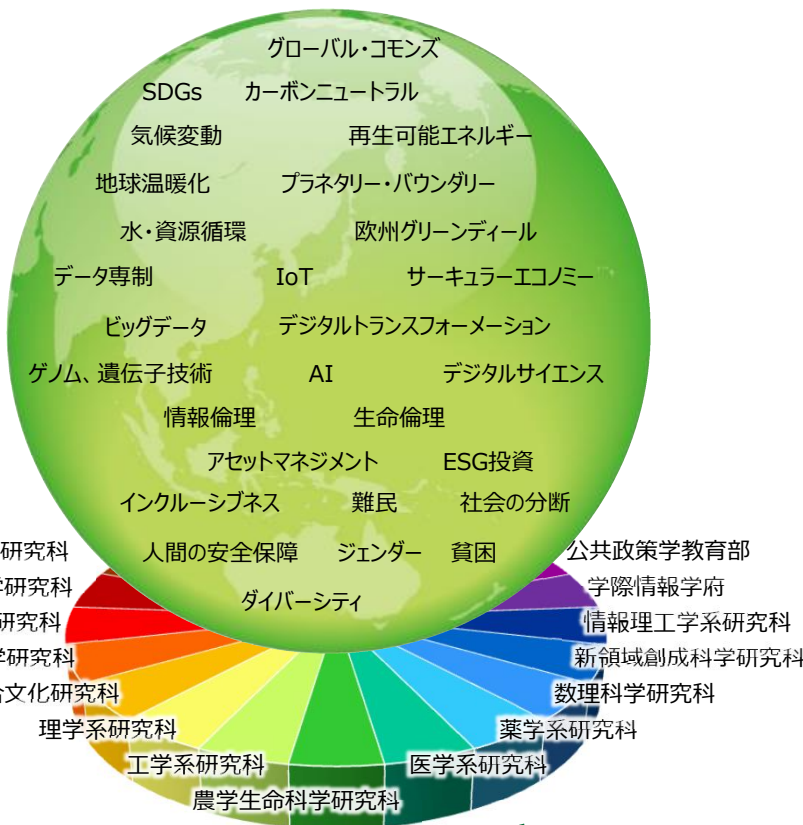 グローバル・コモンズ
SDGs カーボンニュートラル
気候変動 再生可能エネルギー
地球温暖化 プラネタリー・バウンダリー
水・資源循環 欧州グリーンディール
データ専制 IoT サーキュラーエコノミー
ビッグデータ デジタルトランスフォーメーション
ゲノム、遺伝子技術 AI デジタルサイエンス
情報倫理 生命倫理
アセットマネジメント ESG投資
インクルーシブネス 難民 社会の分断
研究科 人間の安全保障 ジェンダー 貧困 公共政策学教育部
学研究科 ダイバーシティ 学際情報学府
研究科 情報理工学系研究科
学研究科 新領域創成科学研究科
合文化研究科 数理科学研究科
理学系研究科 薬学系研究科
工学系研究科 医学系研究科
農学生命科学研究科